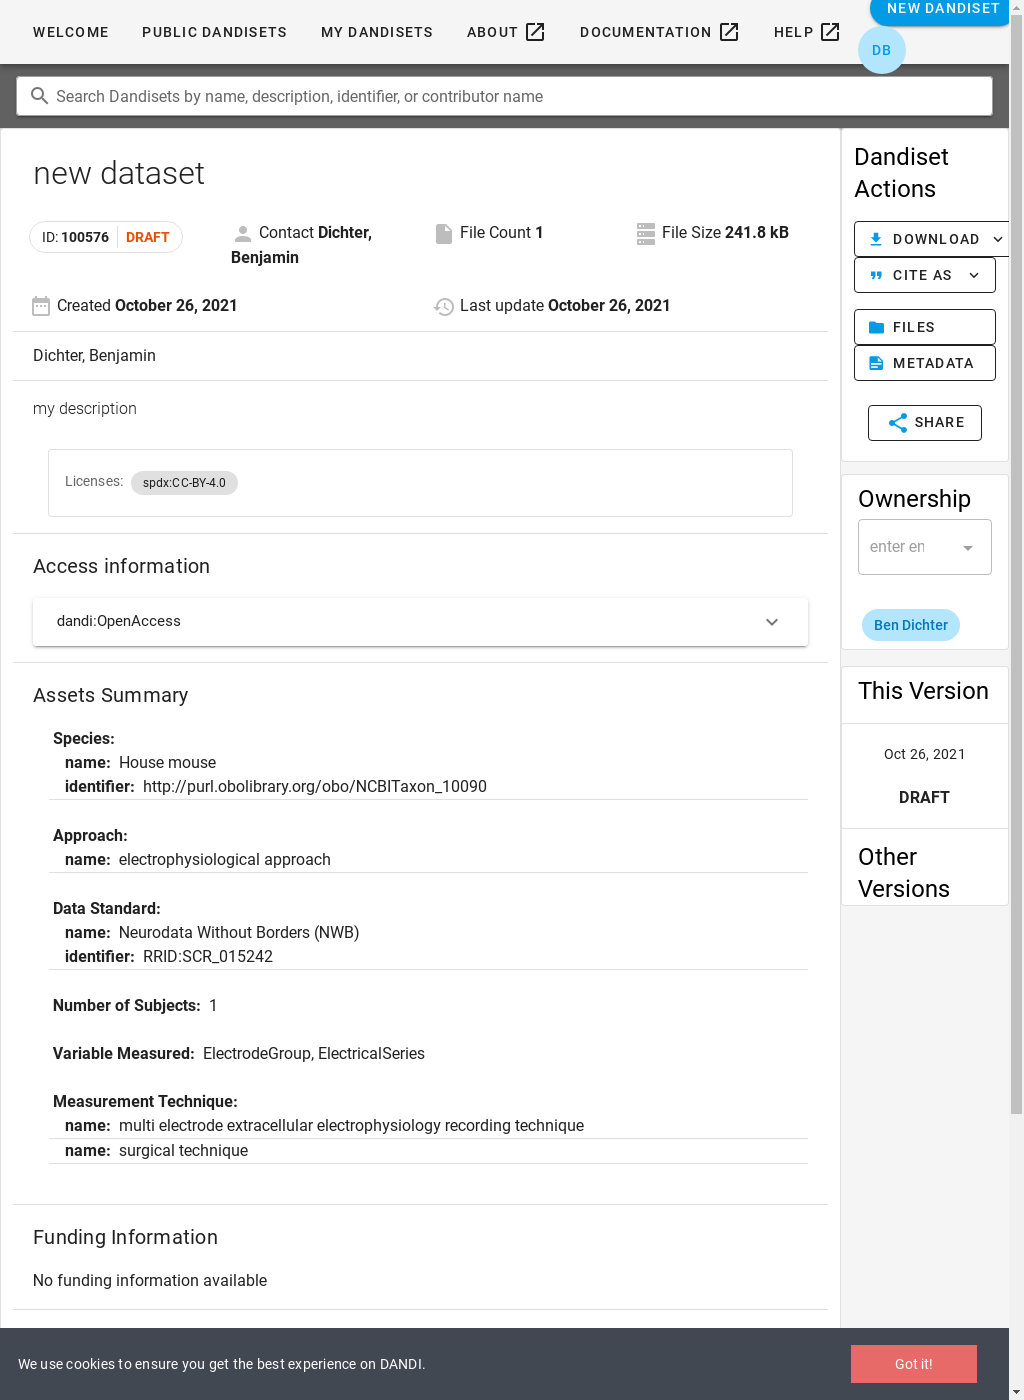 NEW DANDISET
WELCOME PUBLIC DANDISETS MY DANDISETS ABOUT DOCUMENTATION HELP
DB
Search Dandisets by name, description, identifier, or contributor name
new dataset
ID: 100576 DRAFT
Contact Dichter, Benjamin
File Count 1
File Size 241.8 kB
Created October 26, 2021
Last update October 26, 2021
Dichter, Benjamin
my description
Licenses: spdx:CC-BY-4.0
Access information
dandi:OpenAccess
Assets Summary
Species:
name: House mouse
identifier: http://purl.obolibrary.org/obo/NCBITaxon_10090
Approach:
name: electrophysiological approach
Data Standard:
name: Neurodata Without Borders (NWB)
identifier: RRID:SCR_015242
Number of Subjects: 1
Variable Measured: ElectrodeGroup, ElectricalSeries
Measurement Technique:
name: multi electrode extracellular electrophysiology recording technique
name: surgical technique
Funding Information
No funding information available
Dandiset
Actions
DOWNLOAD
CITE AS
FILES
METADATA
SHARE
Ownership
enter en
Ben Dichter
This Version
Oct 26, 2021
DRAFT
Other
Versions
We use cookies to ensure you get the best experience on DANDI.
Got it!